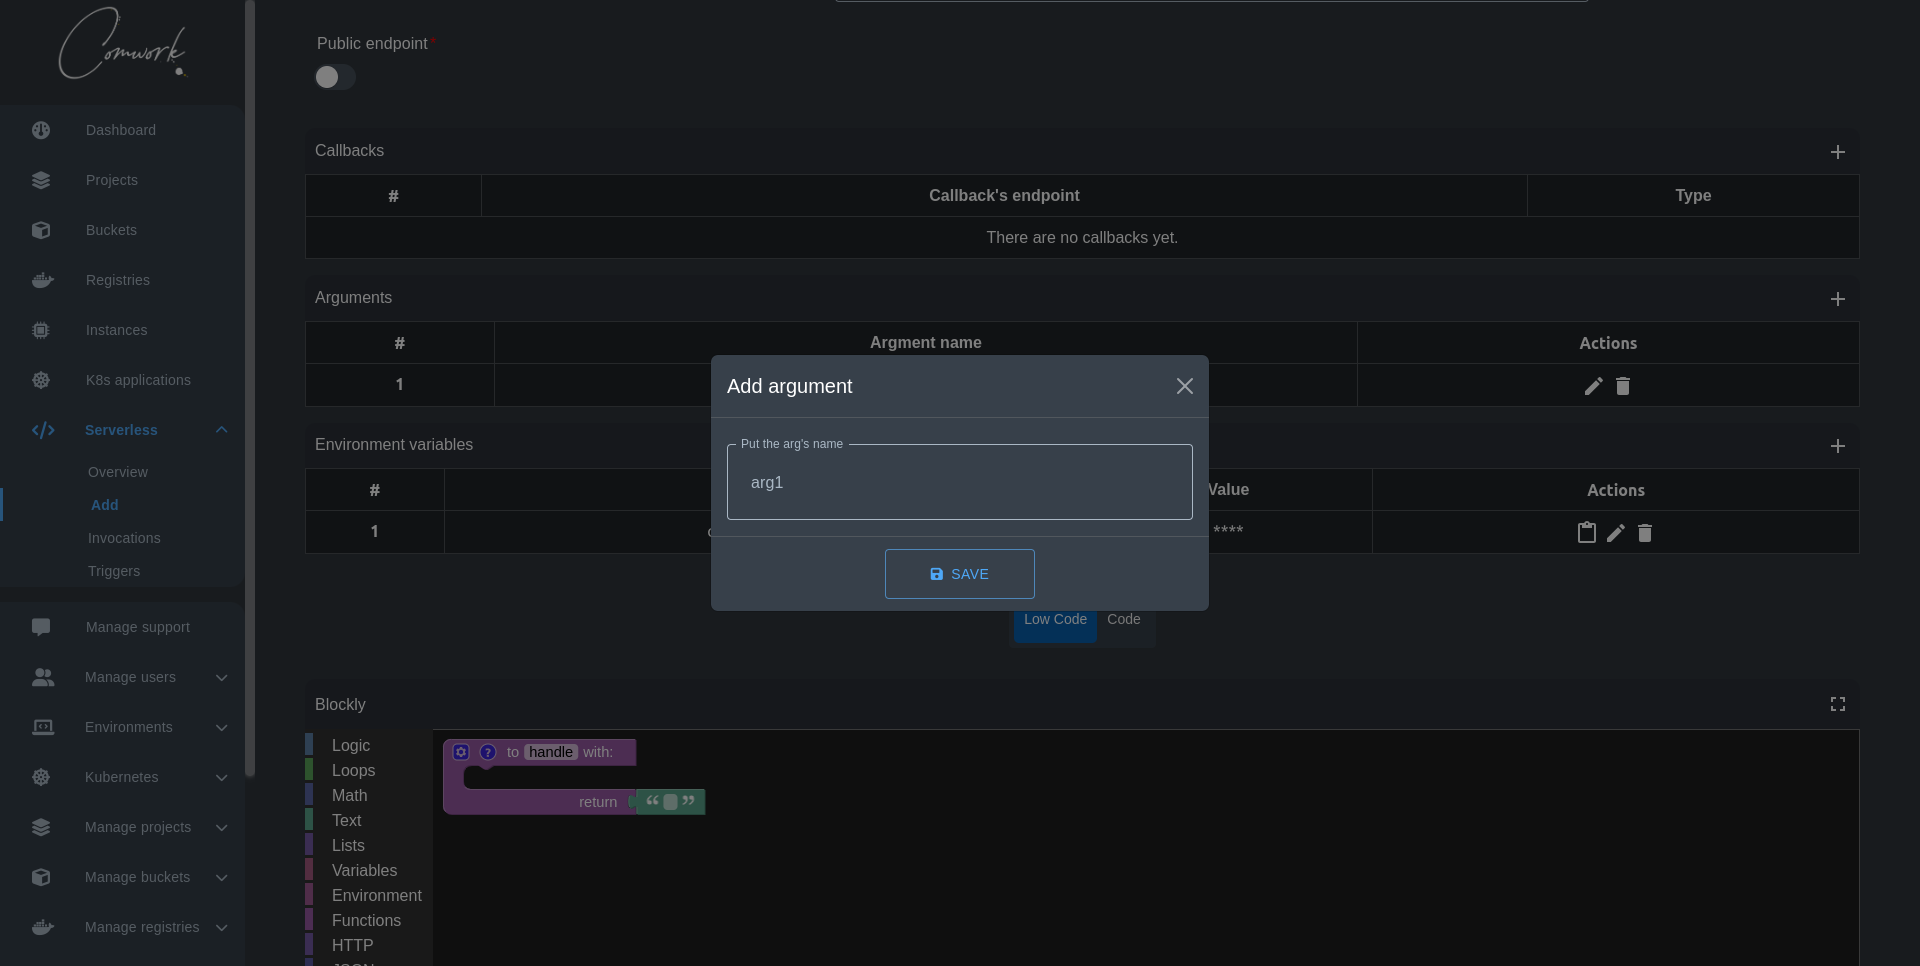 Comwork
Dashboard
Projects
Buckets
Registries
Instances
K8s applications
Serverless
Overview
Add
Invocations
Triggers
Manage support
Manage users
Environments
Kubernetes
Manage projects
Manage buckets
Manage registries
Public endpoint*
Callbacks
# Callback's endpoint Type
There are no callbacks yet.
Arguments
# Argment name Actions
1
Environment variables
# Value Actions
1 ****
Add argument
Put the arg's name
arg1
SAVE
Low Code Code
Blockly
Logic
Loops
Math
Text
Lists
Variables
Environment
Functions
HTTP
? to handle with:
return “ ”